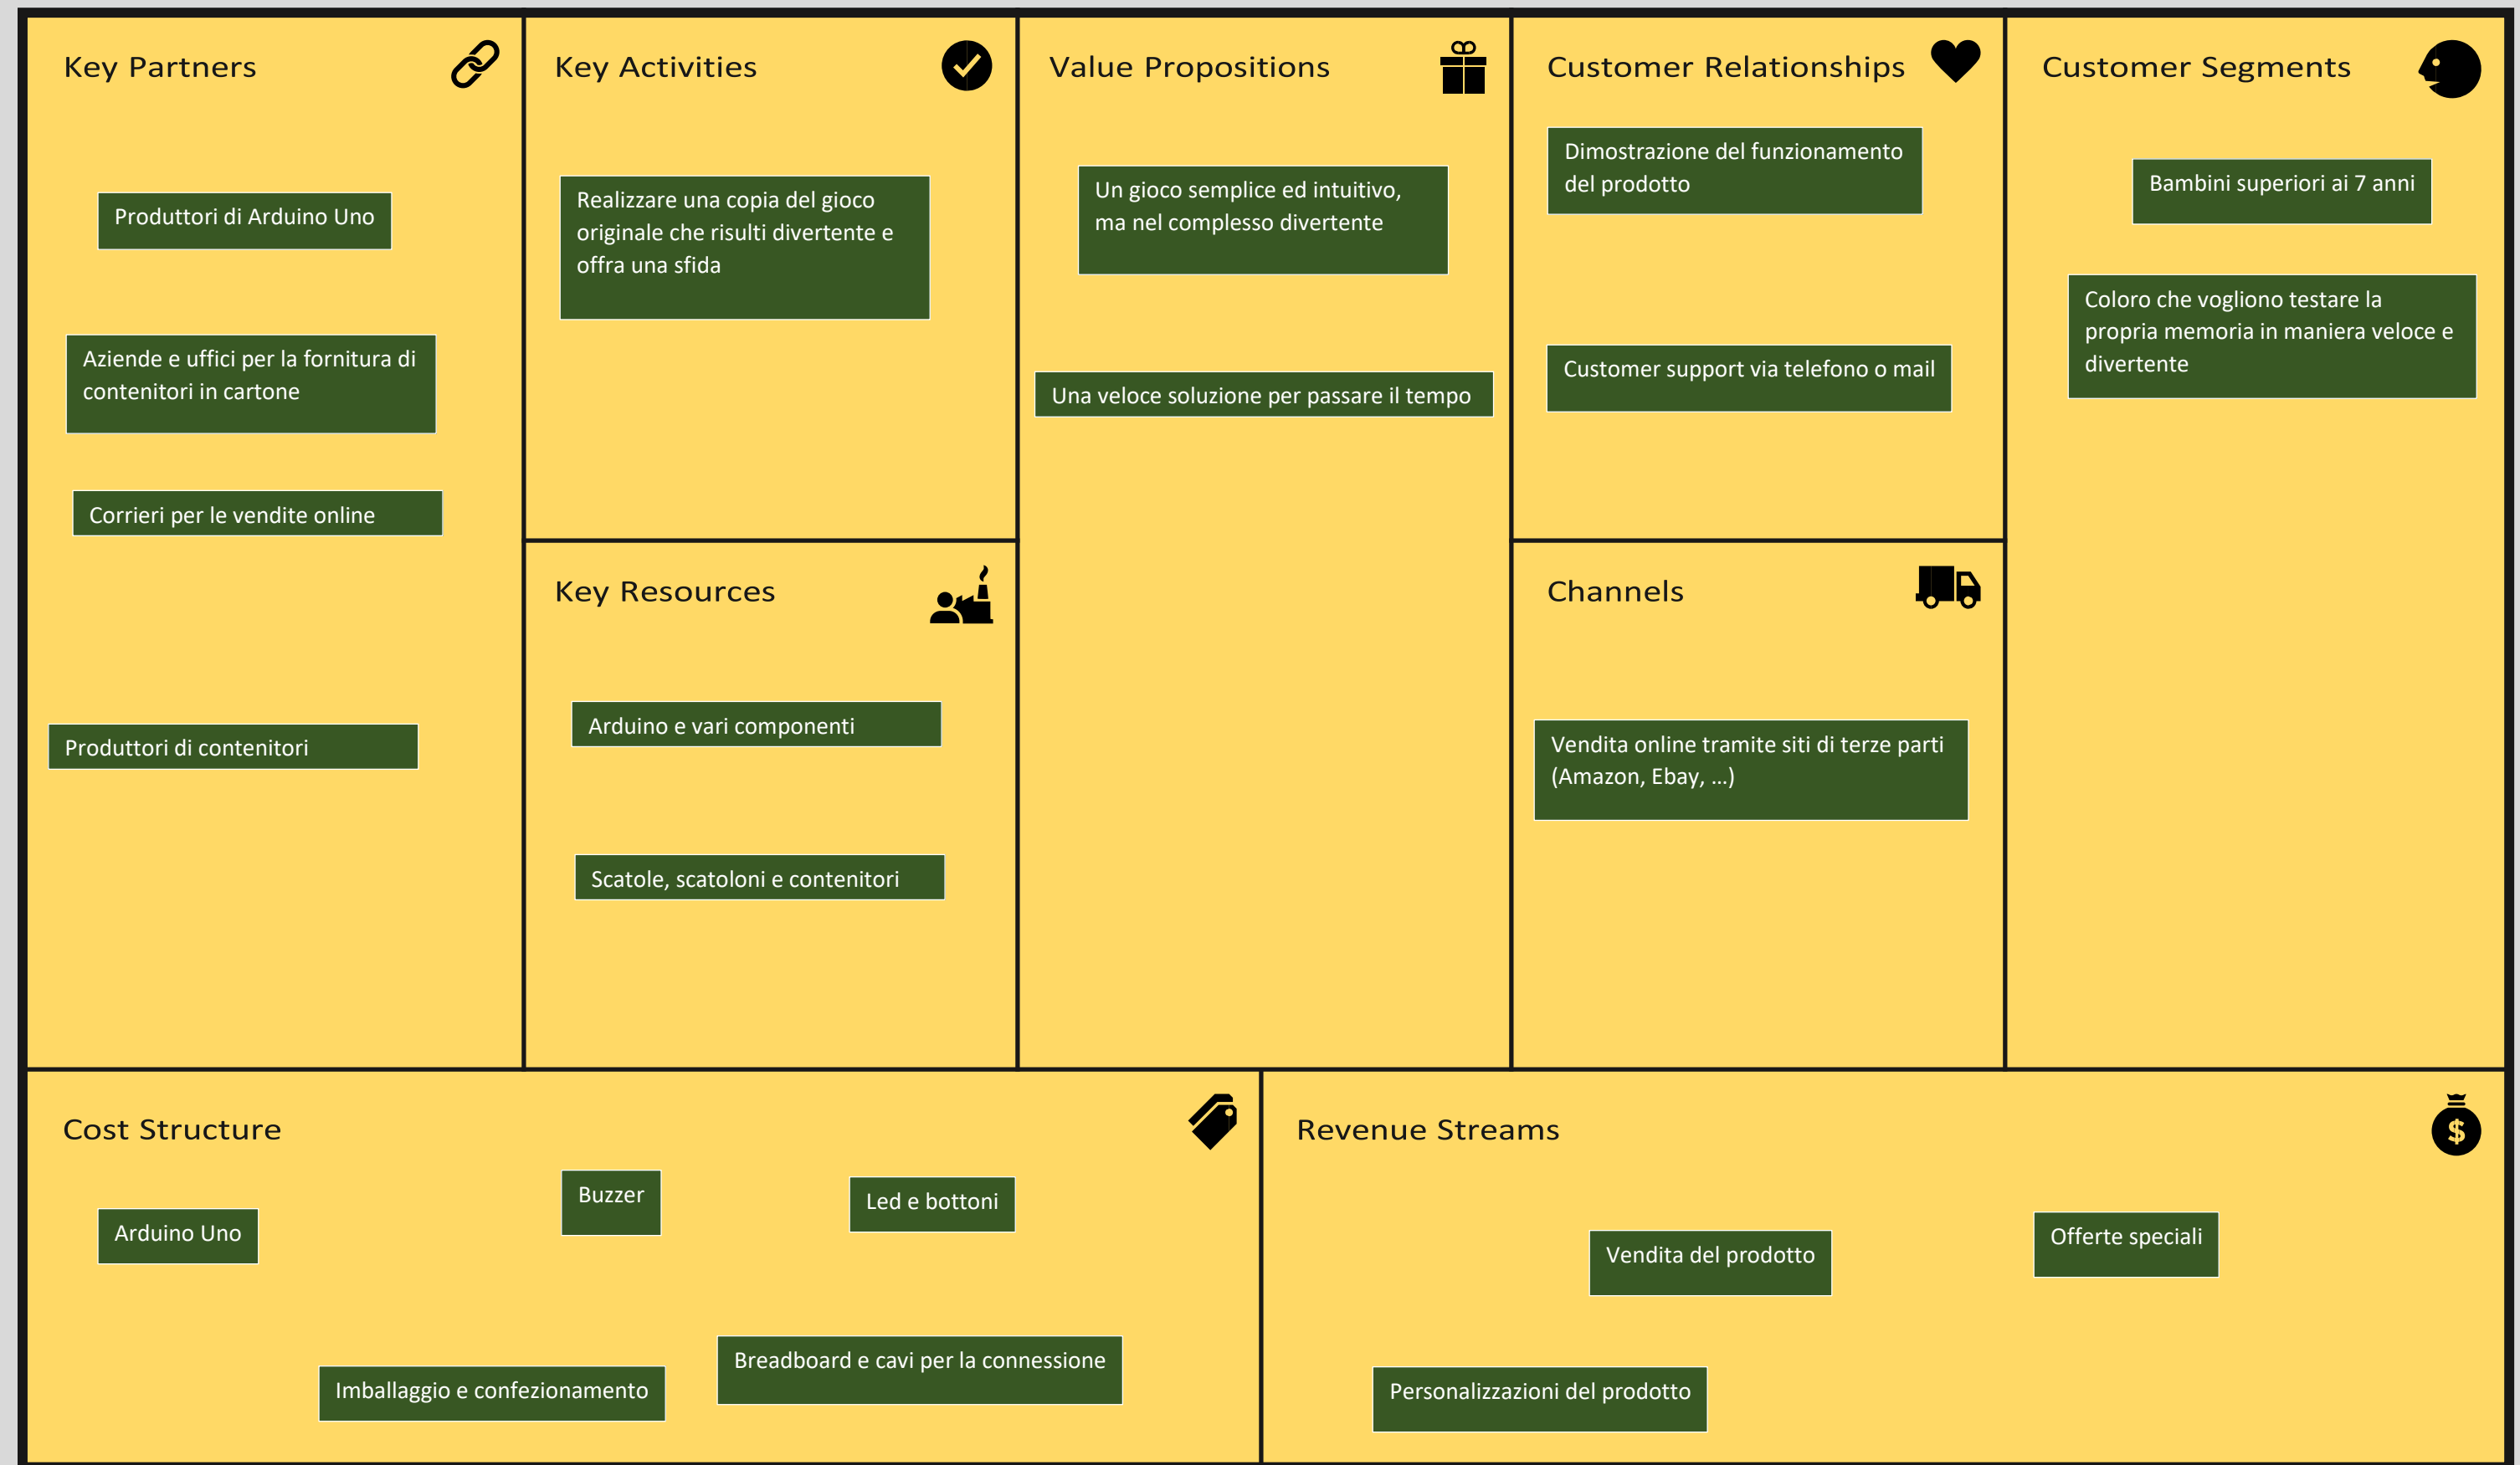 Key Partners
Produttori di Arduino Uno
Aziende e uffici per la fornitura di
contenitori in cartone
Corrieri per le vendite online
Produttori di contenitori
Key Activities
Realizzare una copia del gioco
originale che risulti divertente e
offra una sfida
Key Resources
Arduino e vari componenti
Scatole, scatoloni e contenitori
Value Propositions
Un gioco semplice ed intuitivo,
ma nel complesso divertente
Una veloce soluzione per passare il tempo
Customer Relationships
Dimostrazione del funzionamento
del prodotto
Customer support via telefono o mail
Channels
Vendita online tramite siti di terze parti
(Amazon, Ebay, ...)
Customer Segments
Bambini superiori ai 7 anni
Coloro che vogliono testare la
propria memoria in maniera veloce e
divertente
Cost Structure
Arduino Uno
Buzzer
Led e bottoni
Imballaggio e confezionamento
Breadboard e cavi per la connessione
Revenue Streams
$
Vendita del prodotto
Offerte speciali
Personalizzazioni del prodotto